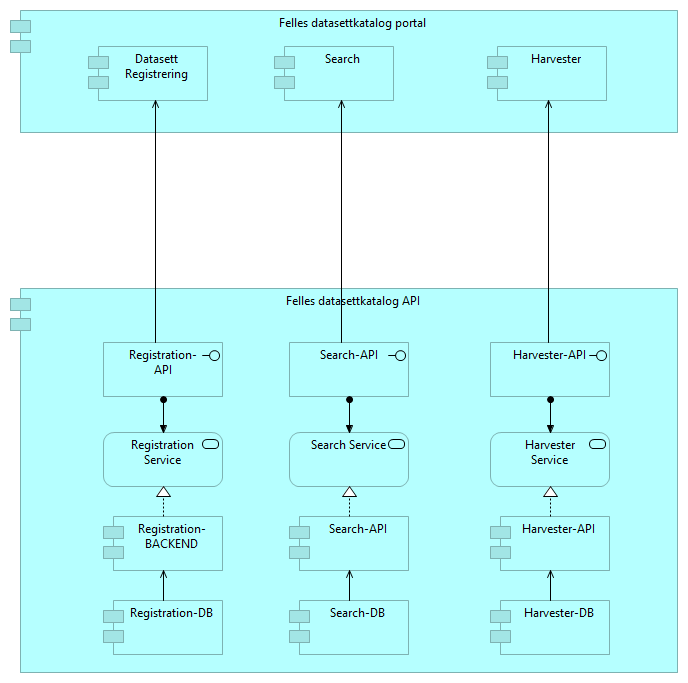 Felles datasettkatalog portal
Datasett
Registrering
Search
Harvester
Felles datasettkatalog API
Registration-
API
Search-API
Harvester-API
Registration
Service
Search Service
Harvester
Service
Registration-
BACKEND
Search-API
Harvester-API
Registration-DB
Search-DB
Harvester-DB